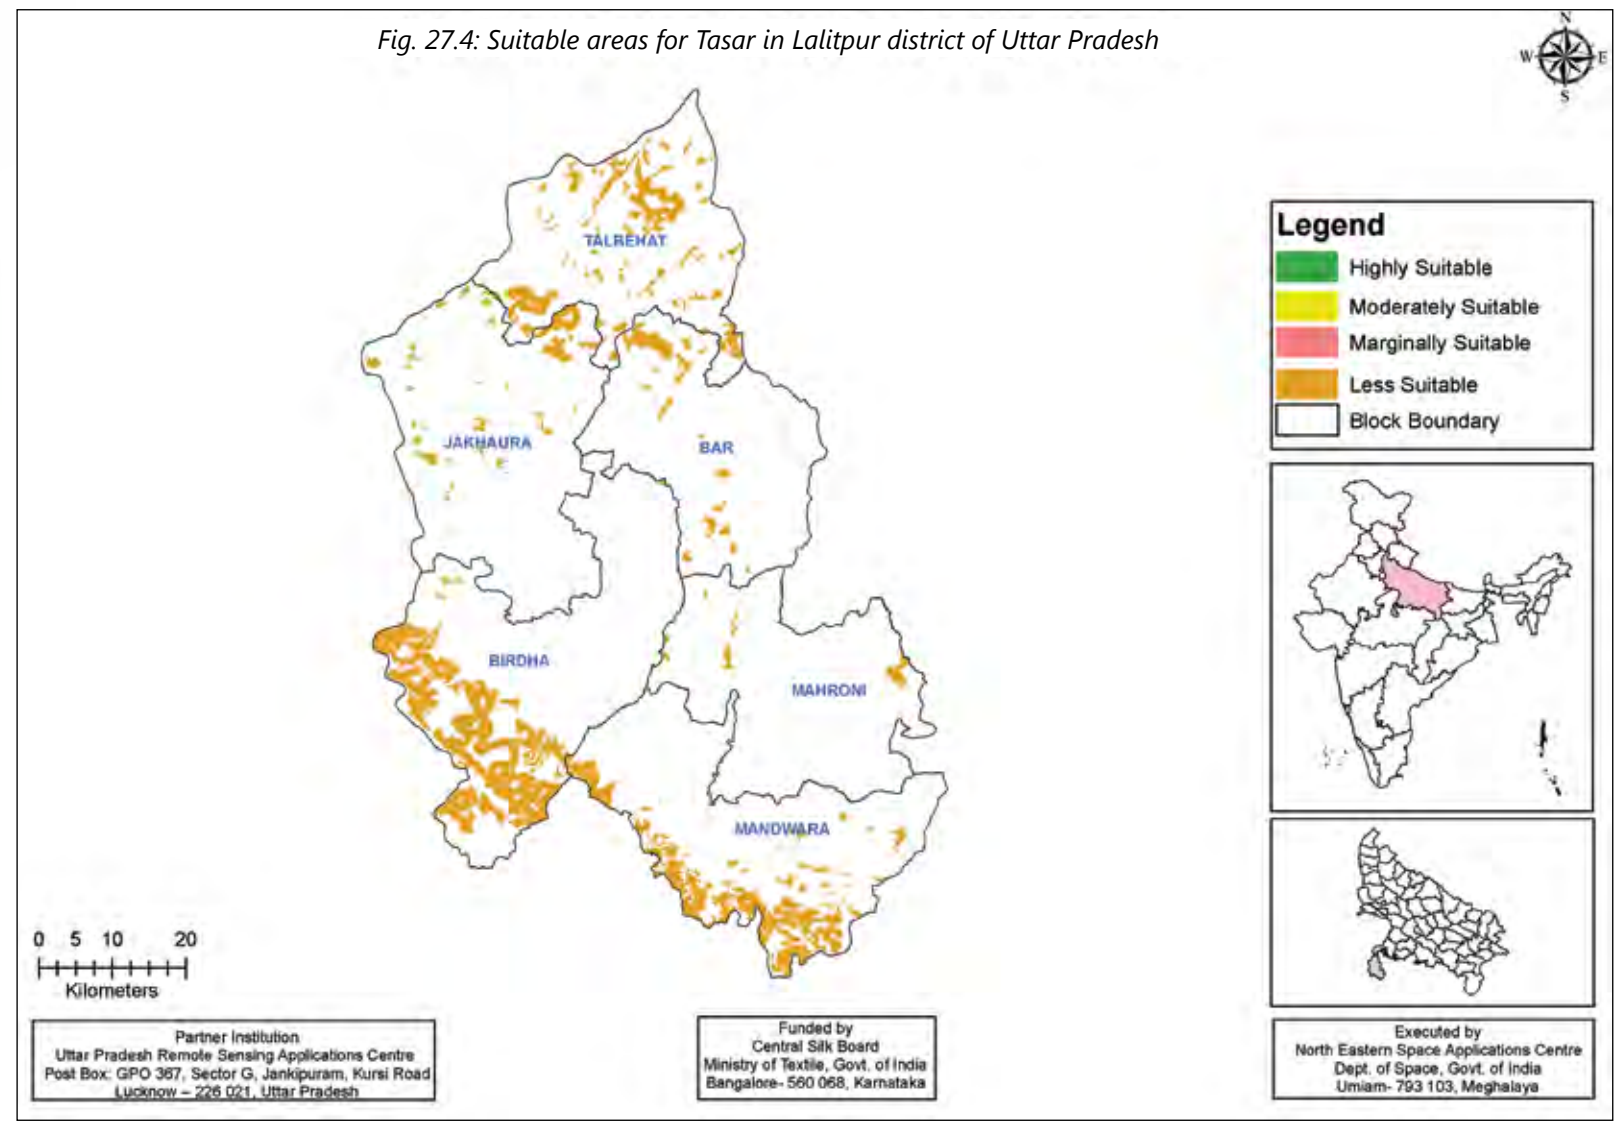 Fig. 27.4: Suitable areas for Tasar in Lalitpur district of Uttar Pradesh
N
W E
S
TALBEHAT
JAKHAURA
BAR
BIRDHA
MAHRONI
MANDWARA
Legend
Highly Suitable
Moderately Suitable
Marginally Suitable
Less Suitable
Block Boundary
0 5 10 20
Kilometers
Partner Institution
Uttar Pradesh Remote Sensing Applications Centre
Post Box: GPO 367, Sector G, Jankipuram, Kursi Road
Lucknow – 226 021, Uttar Pradesh
Funded by
Central Silk Board
Ministry of Textile, Govt. of India
Bangalore- 560 068, Karnataka
Executed by
North Eastern Space Applications Centre
Dept. of Space, Govt. of India
Umiam- 793 103, Meghalaya